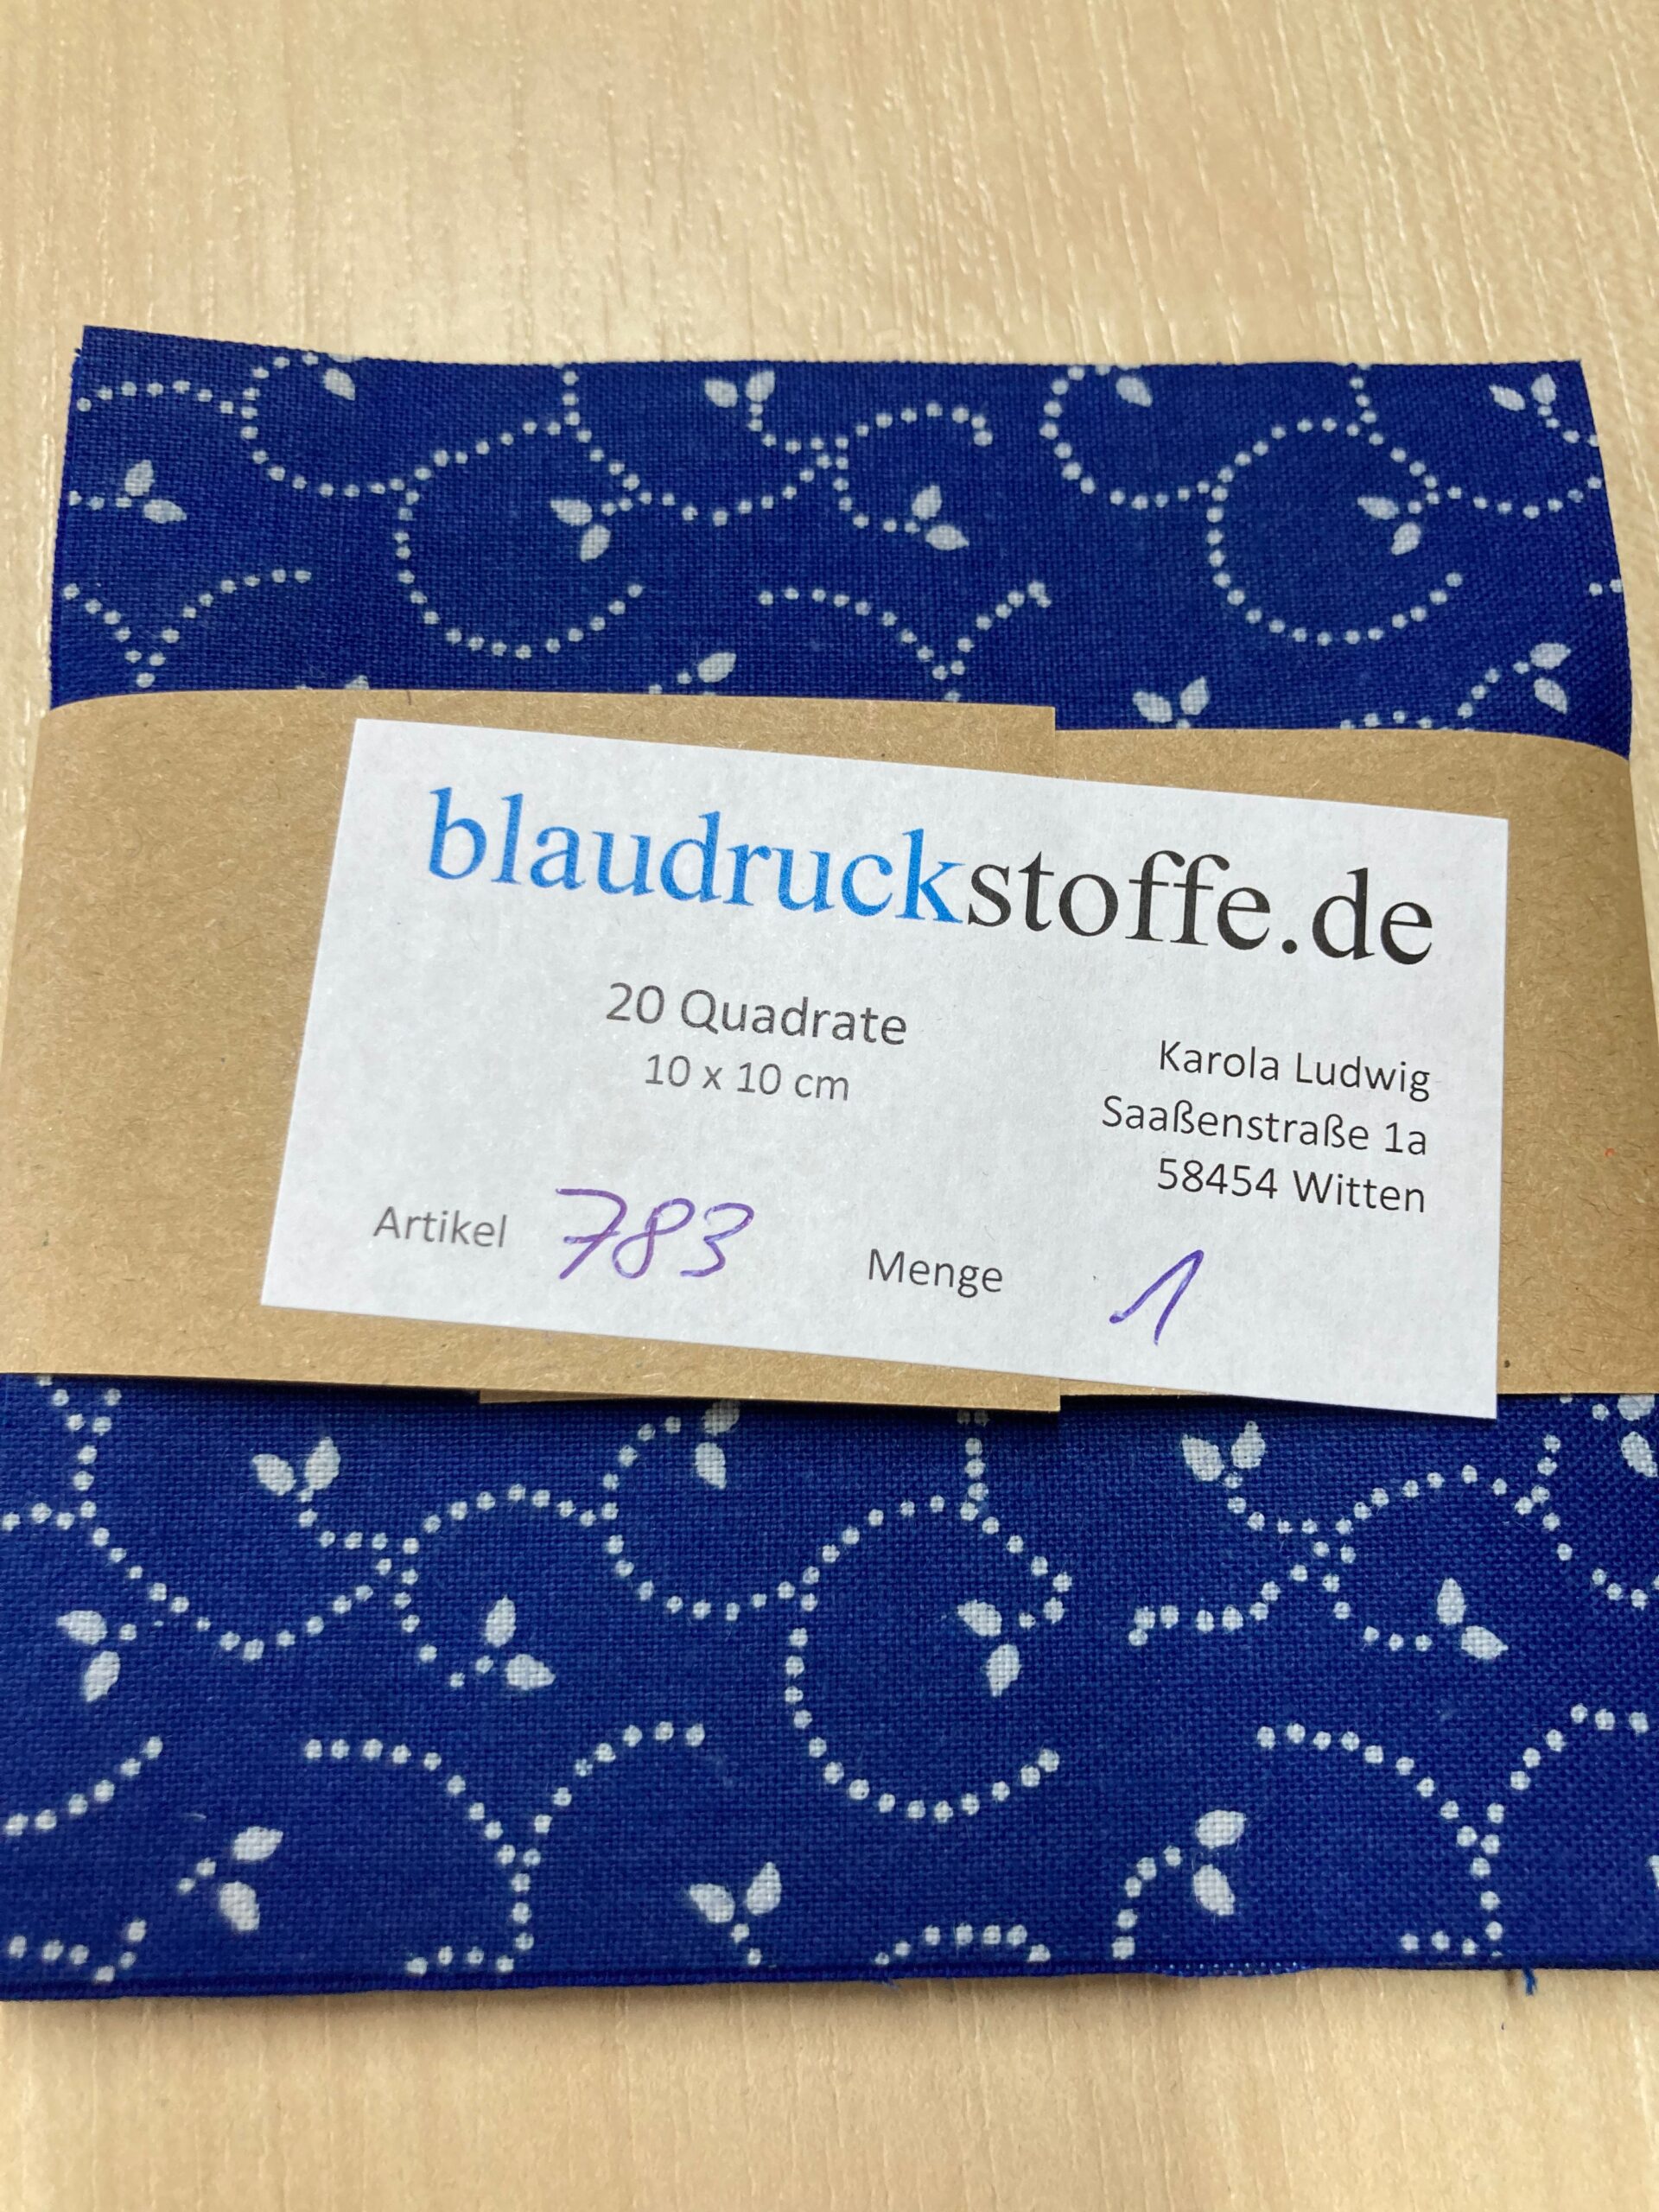 blaudruckstoffe.de
20 Quadrate
10 x 10 cm
Karola Ludwig
Saaßenstraße 1a
58454 Witten
Artikel 783
Menge 1